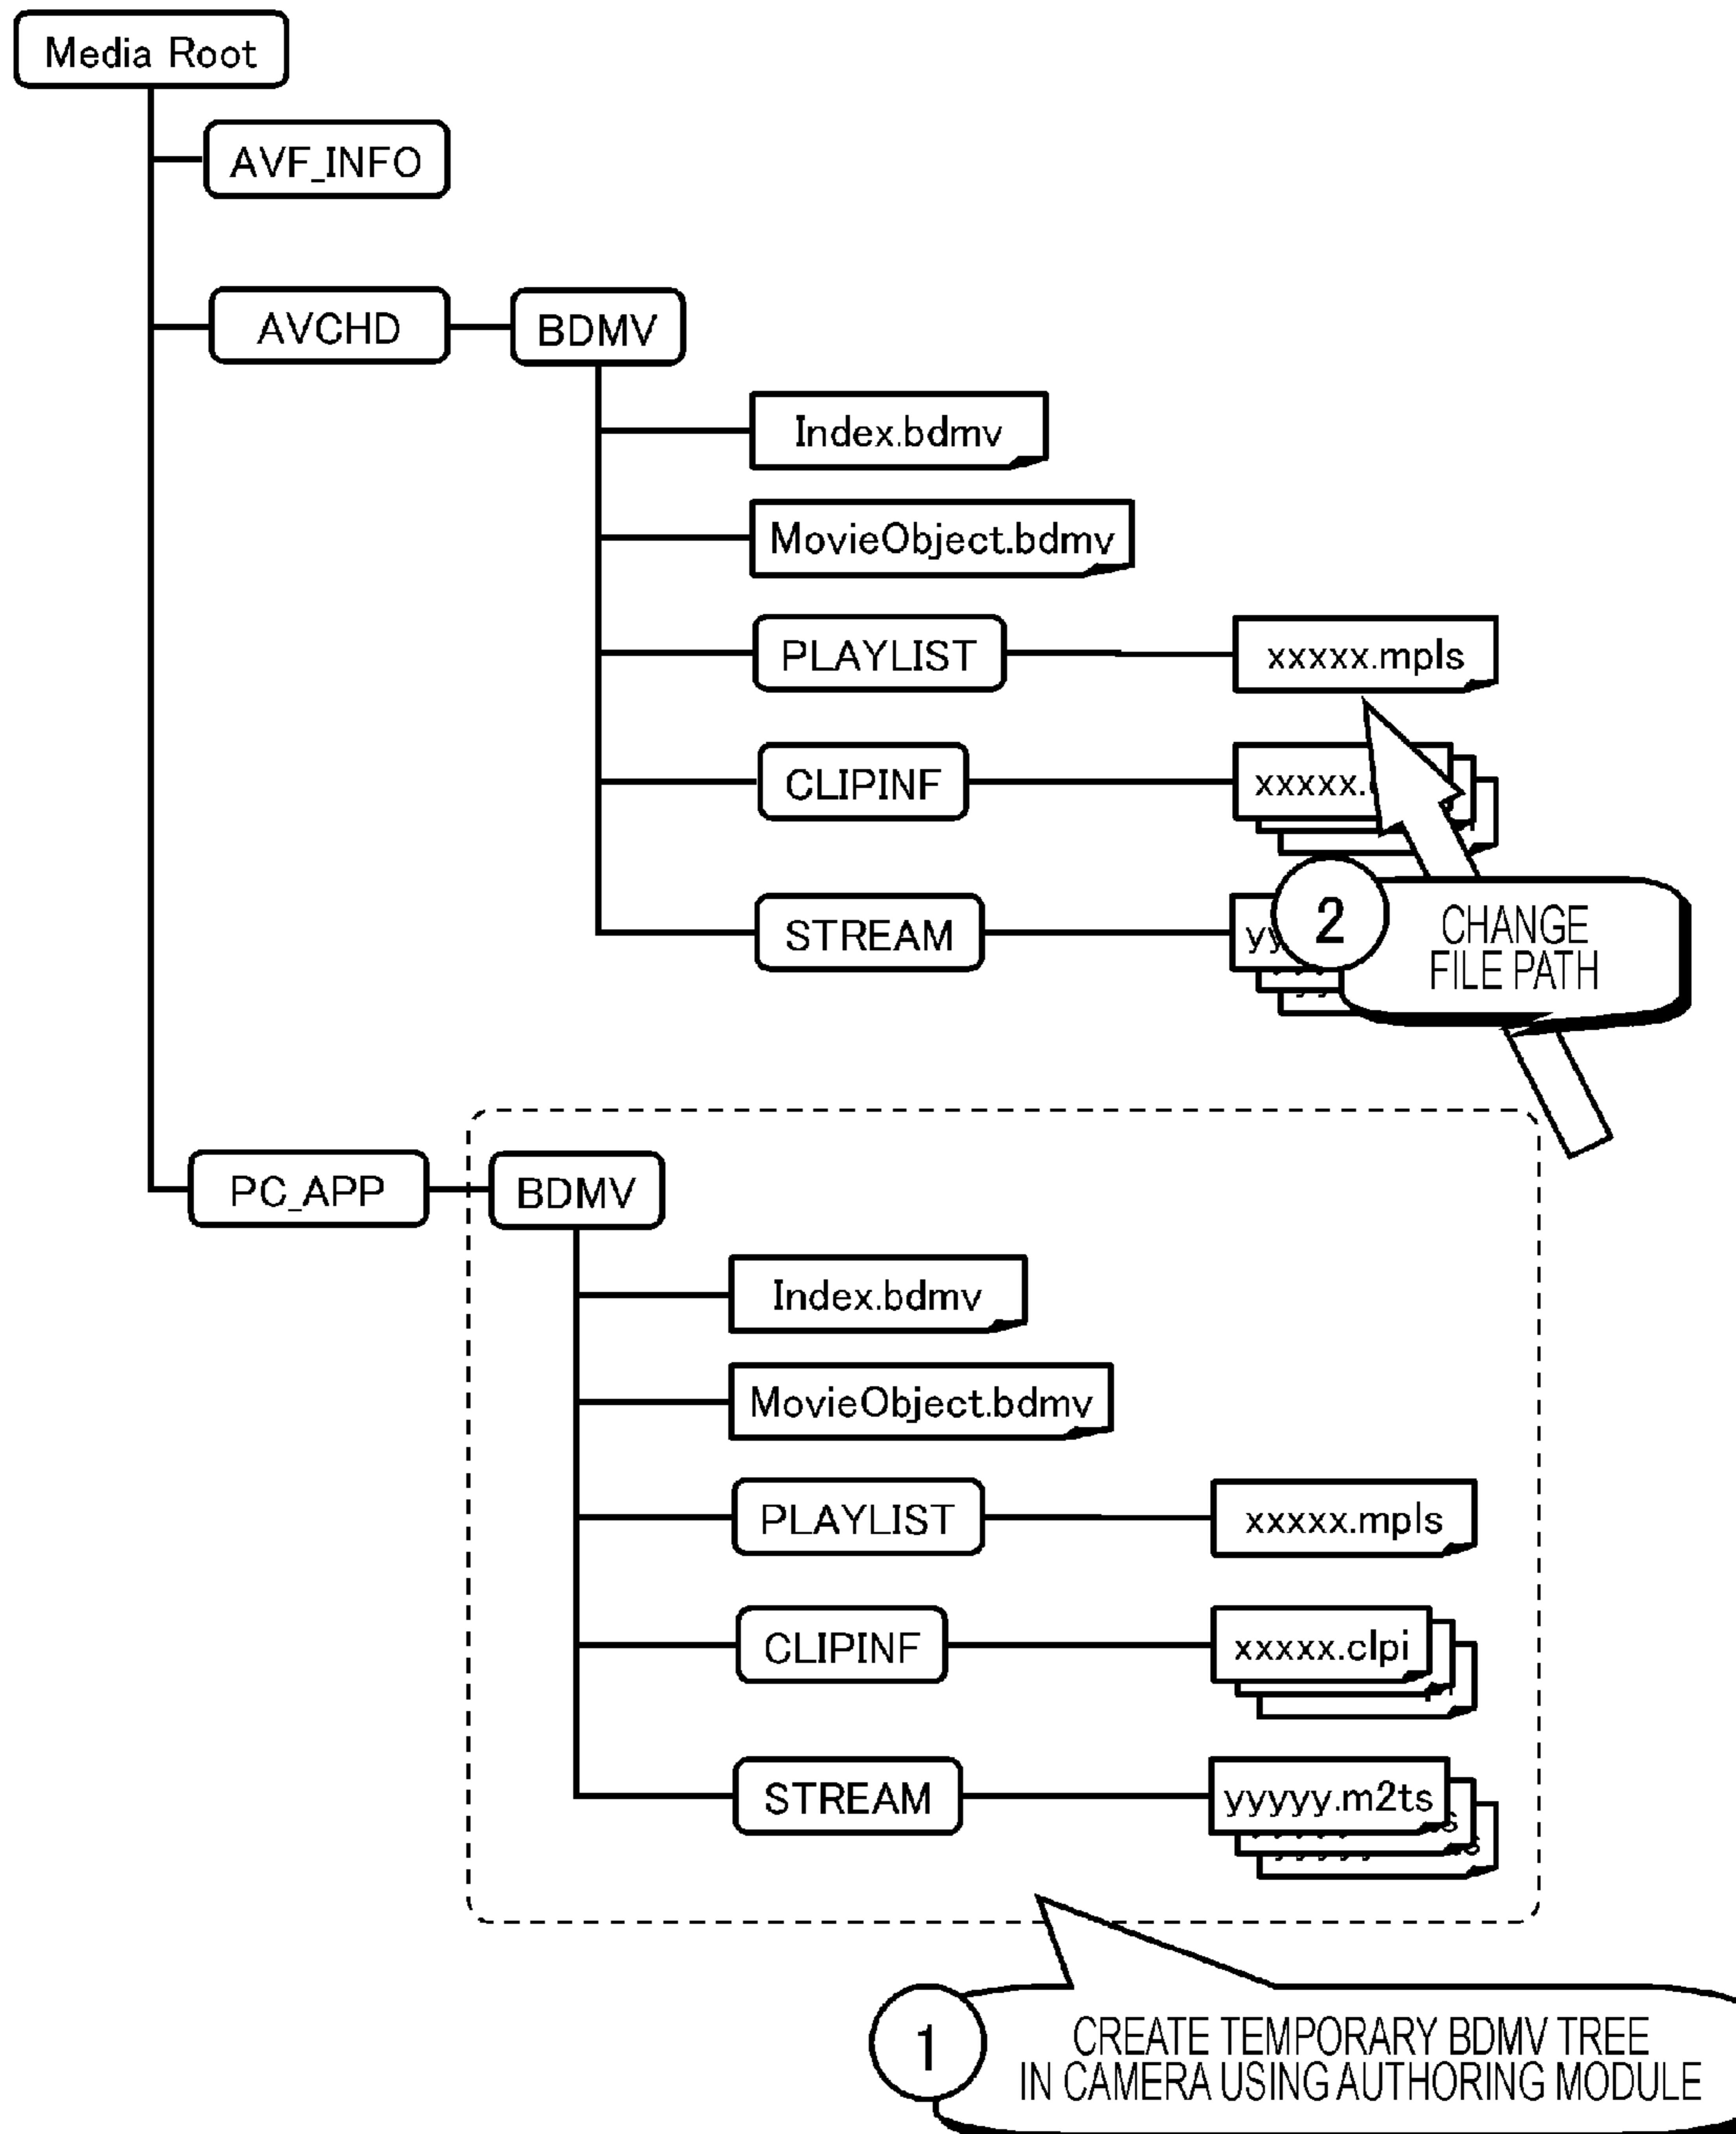 Media Root
AVF_INFO
AVCHD
BDMV
Index.bdmv
MovieObject.bdmv
PLAYLIST
xxxxx.mpls
CLIPINF
xxxxx.
STREAM
yy
2
CHANGE
FILE PATH
PC_APP
BDMV
Index.bdmv
MovieObject.bdmv
PLAYLIST
xxxxx.mpls
CLIPINF
xxxxx.clpi
STREAM
yyyyy.m2ts
1
CREATE TEMPORARY BDMV TREE
IN CAMERA USING AUTHORING MODULE